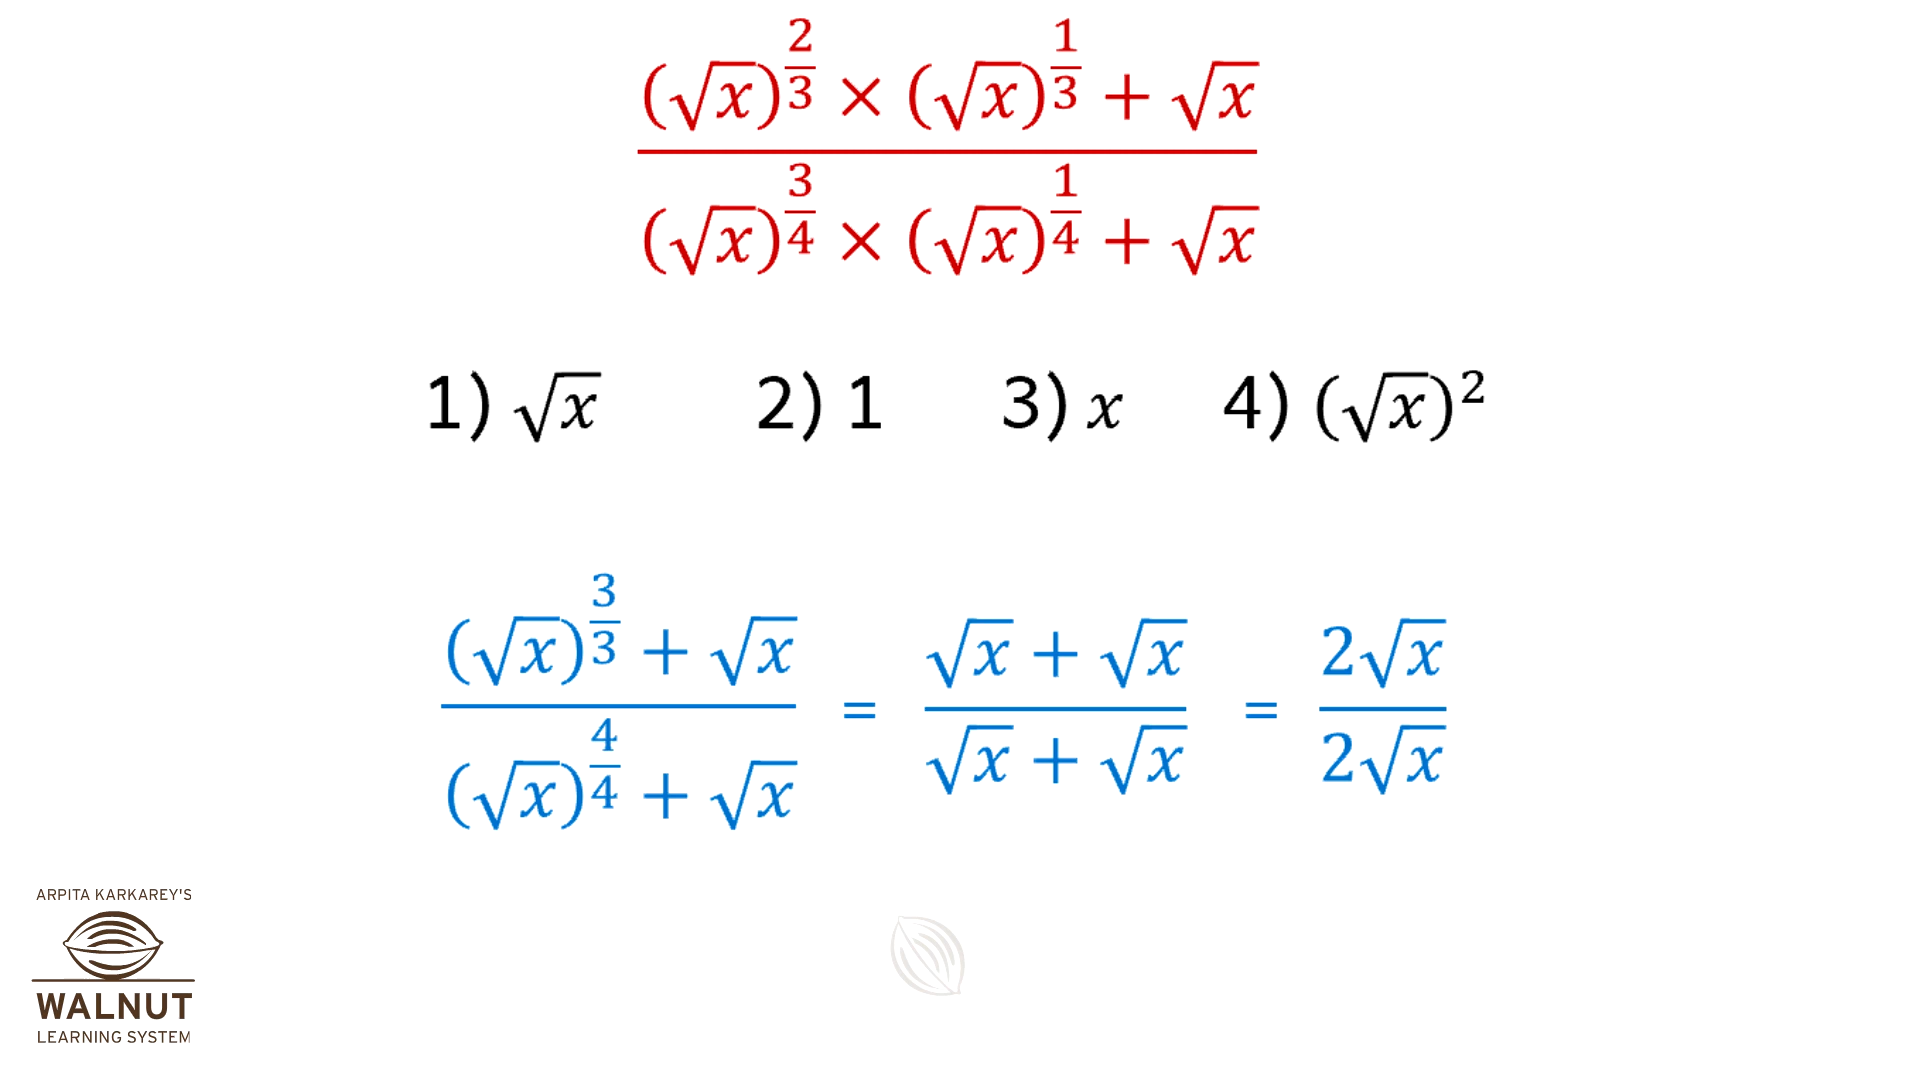 ((√x)^(2/3) × (√x)^(1/3) + √x) / ((√x)^(3/4) × (√x)^(1/4) + √x)
1) √x 2) 1 3) x 4) (√x)²
((√x)^(3/3) + √x) / ((√x)^(4/4) + √x) = (√x + √x) / (√x + √x) = 2√x / 2√x
ARPITA KARKAREY'S
WALNUT
LEARNING SYSTEM